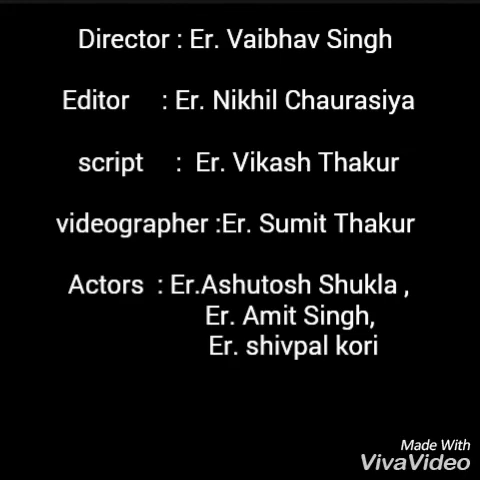 Director : Er. Vaibhav Singh
Editor : Er. Nikhil Chaurasiya
script : Er. Vikash Thakur
videographer :Er. Sumit Thakur
Actors : Er.Ashutosh Shukla ,
Er. Amit Singh,
Er. shivpal kori
Made With
VivaVideo